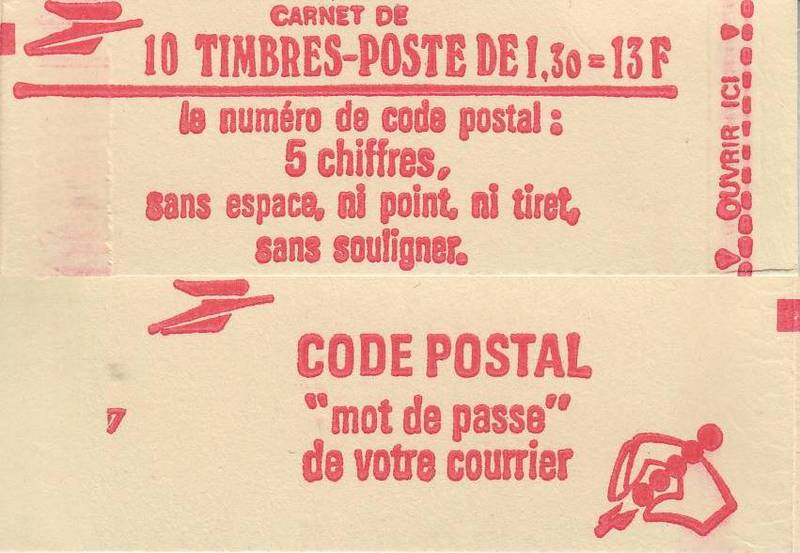 CARNET DE
10 TIMBRES-POSTE DE 1,30 = 13 F
le numéro de code postal :
5 chiffres,
sans espace, ni point, ni tiret,
sans souligner.
OUVRIR ICI
CODE POSTAL
"mot de passe"
de votre courrier
7